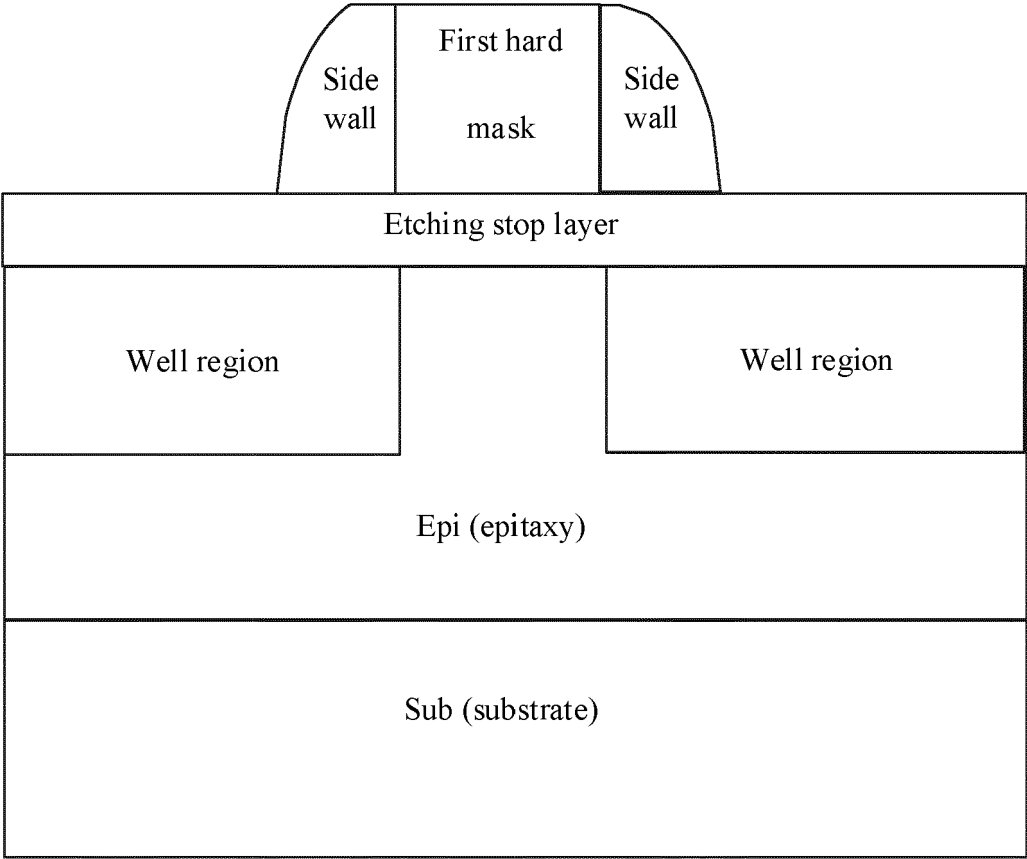 First hard
mask
Side
wall
Side
wall
Etching stop layer
Well region
Well region
Epi (epitaxy)
Sub (substrate)